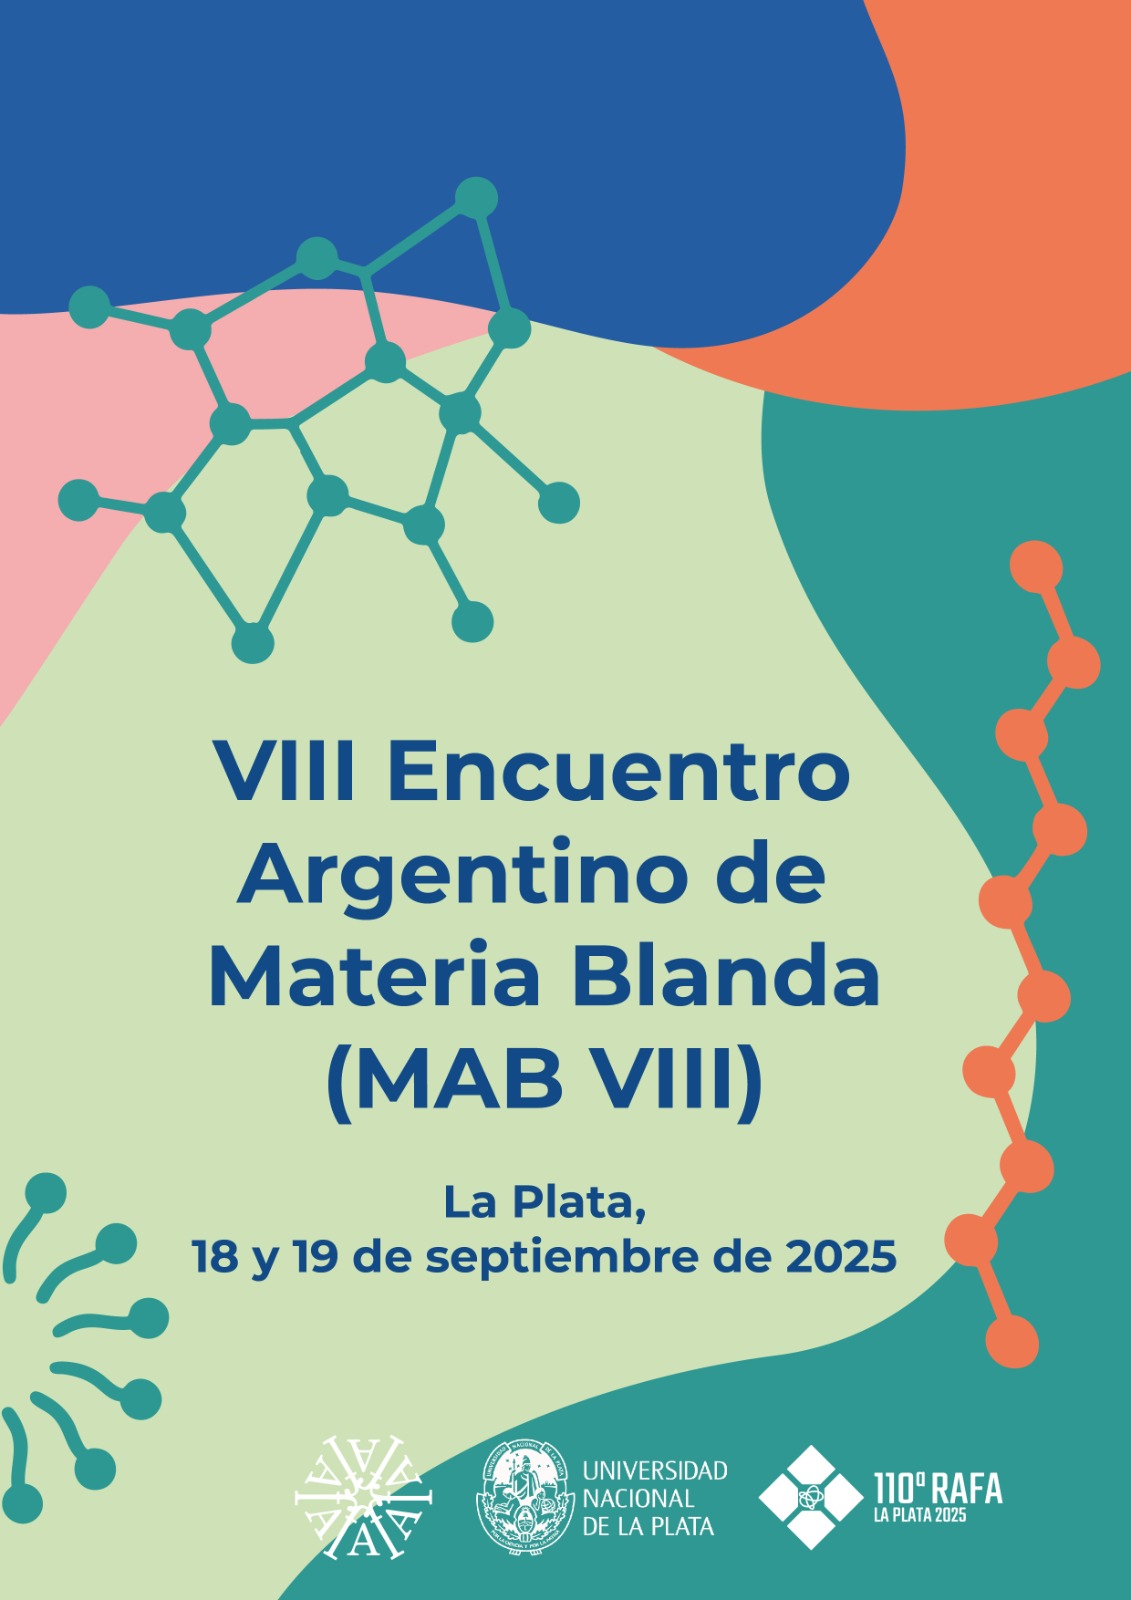 VIII Encuentro
Argentino de
Materia Blanda
(MAB VIII)
La Plata,
18 y 19 de septiembre de 2025
UNIVERSIDAD
NACIONAL
DE LA PLATA
110ª RAFA
LA PLATA 2025